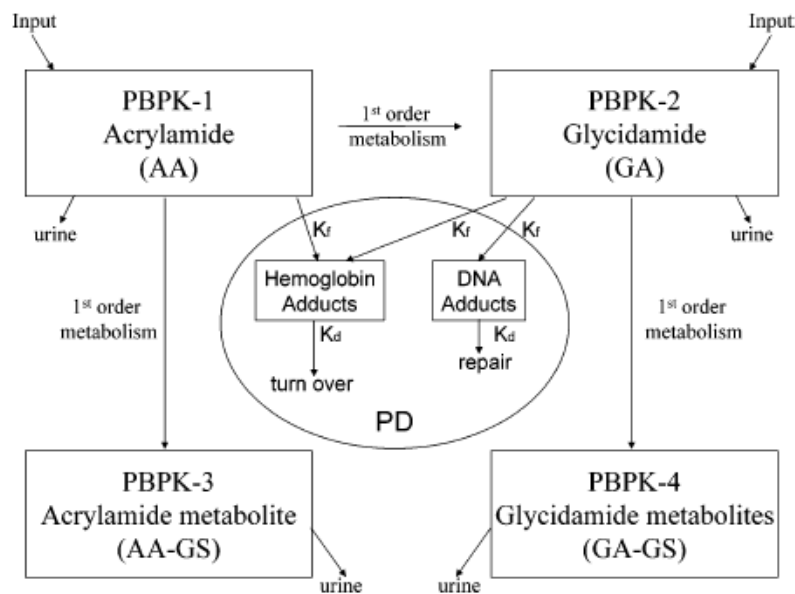 Input
Input
PBPK-1
Acrylamide
(AA)
1st order
metabolism
PBPK-2
Glycidamide
(GA)
urine
urine
Kf
Kf
Kf
Hemoglobin
Adducts
DNA
Adducts
1st order
metabolism
1st order
metabolism
Kd
Kd
turn over
repair
PD
PBPK-3
Acrylamide metabolite
(AA-GS)
PBPK-4
Glycidamide metabolites
(GA-GS)
urine
urine